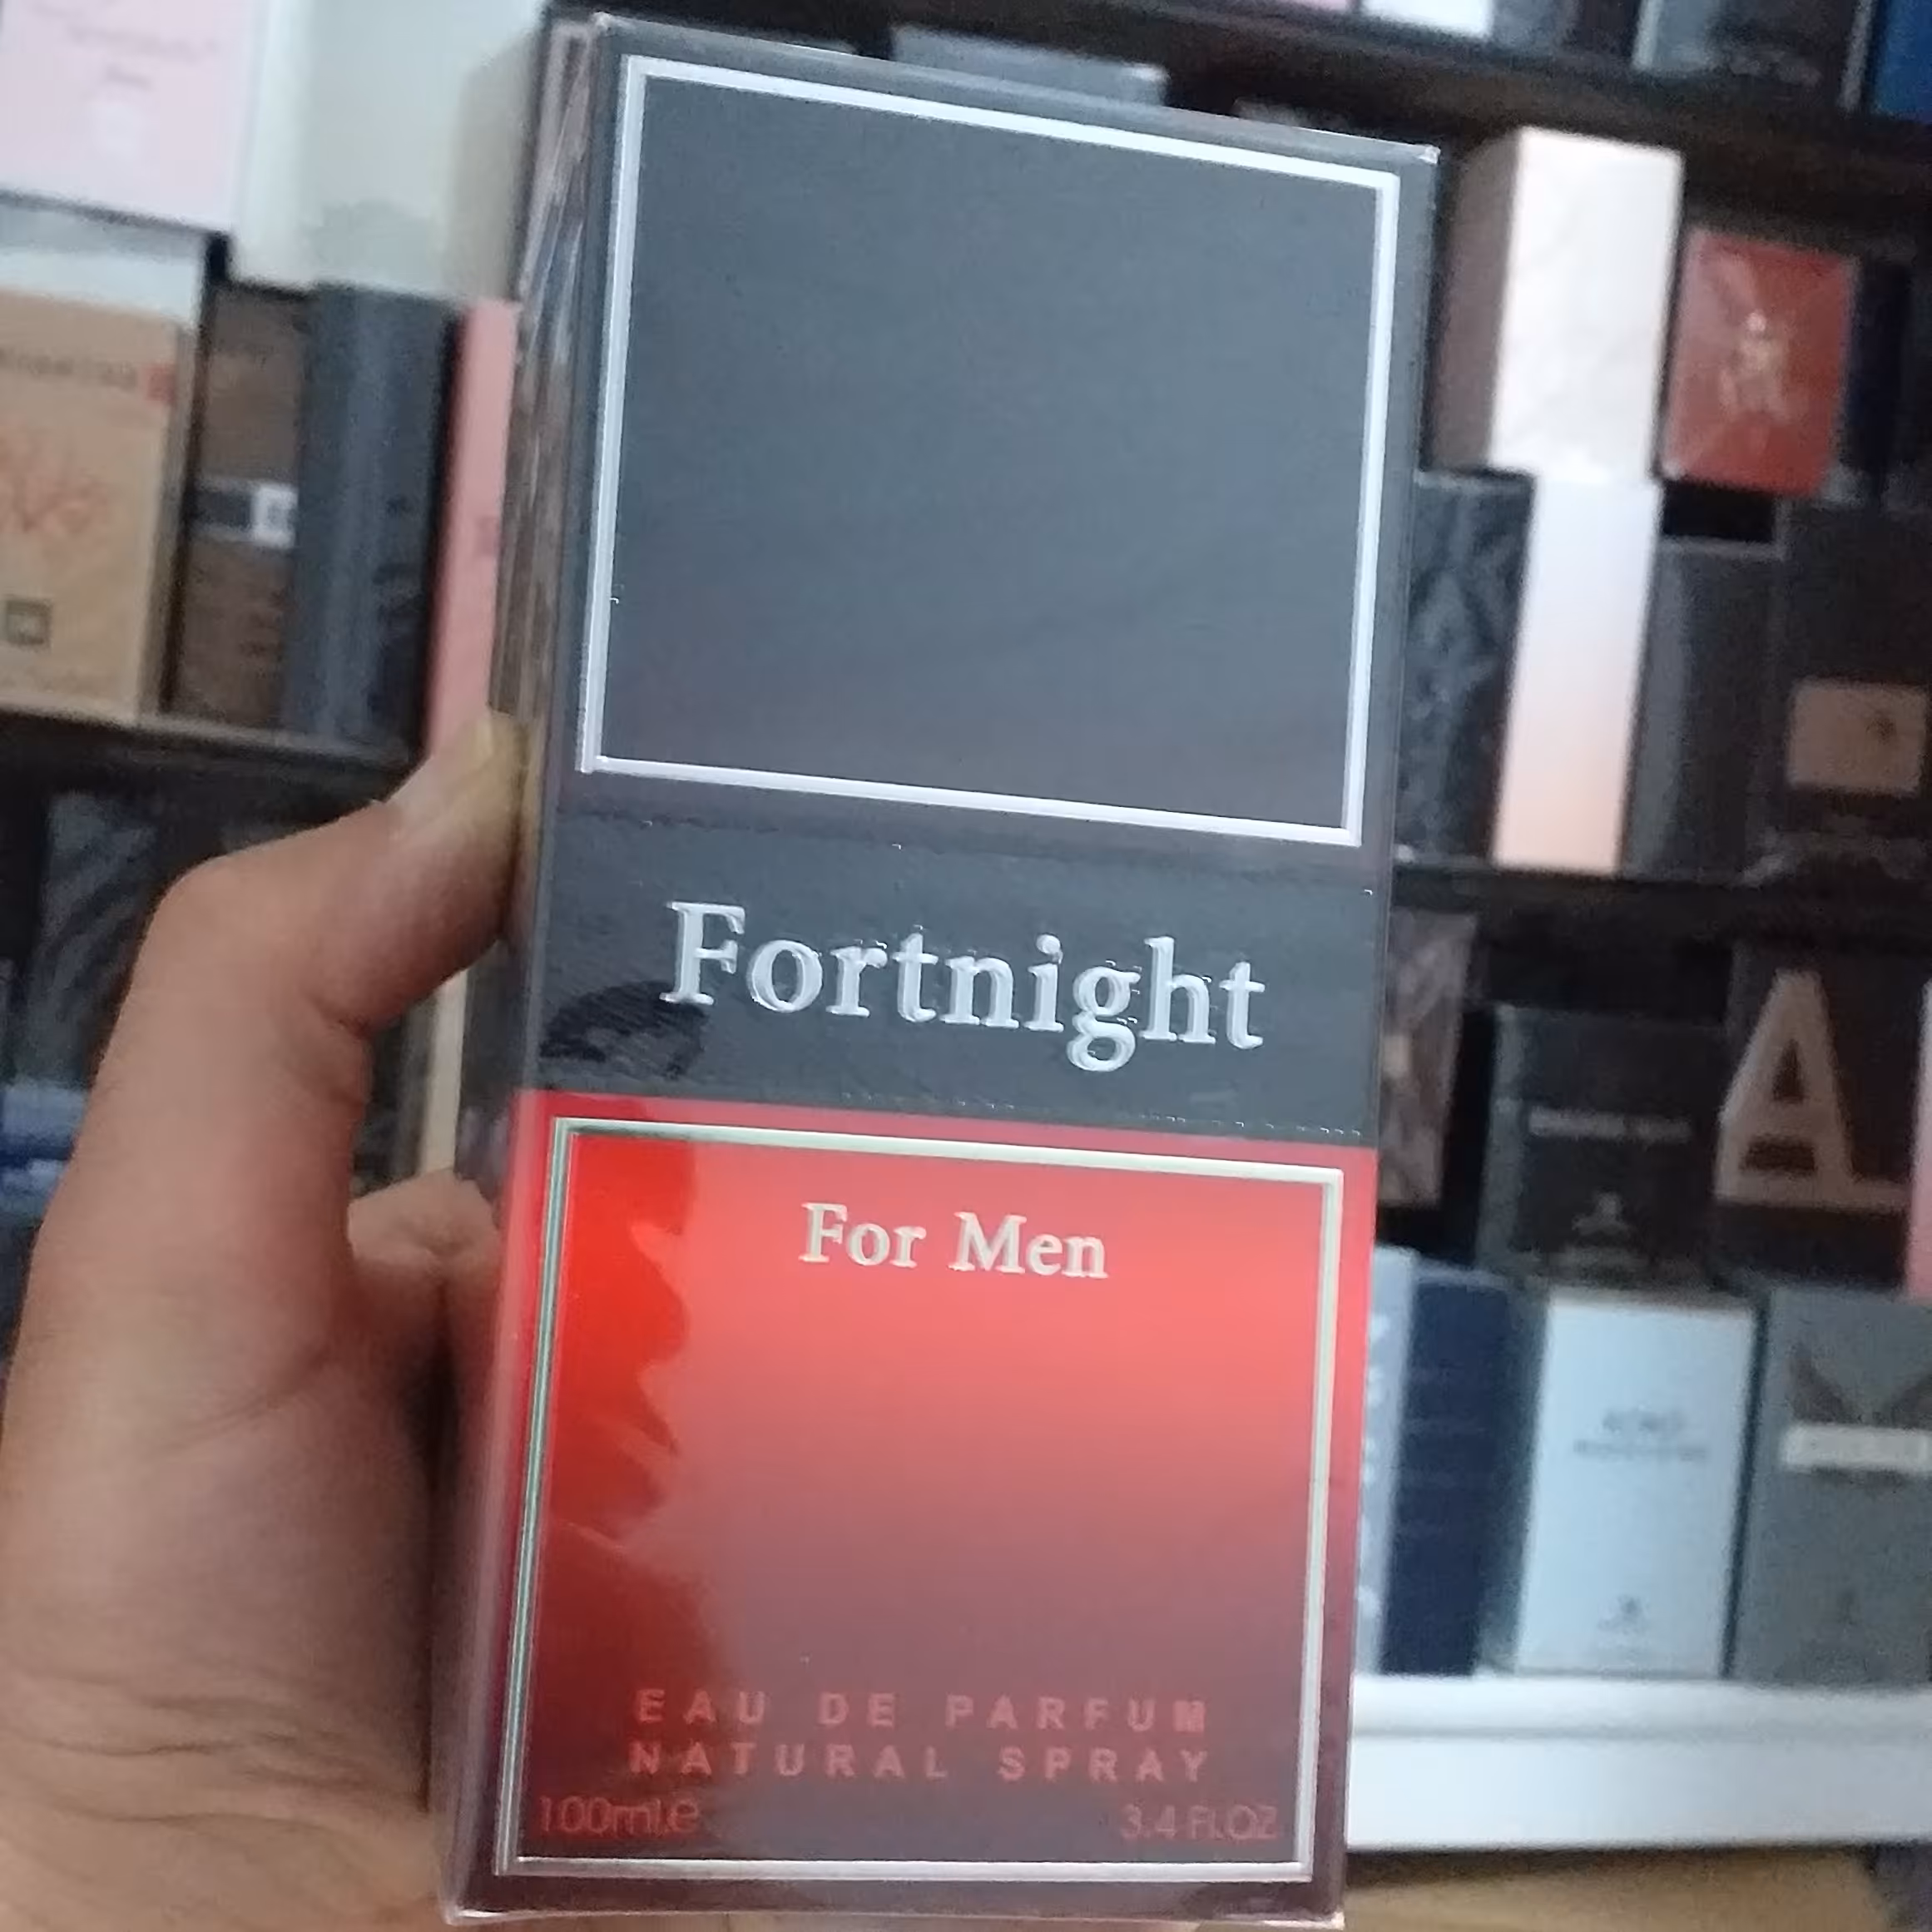 Fortnight
For Men
EAU DE PARFUM
NATURAL SPRAY
100ml.e
3.4 FL.OZ
A